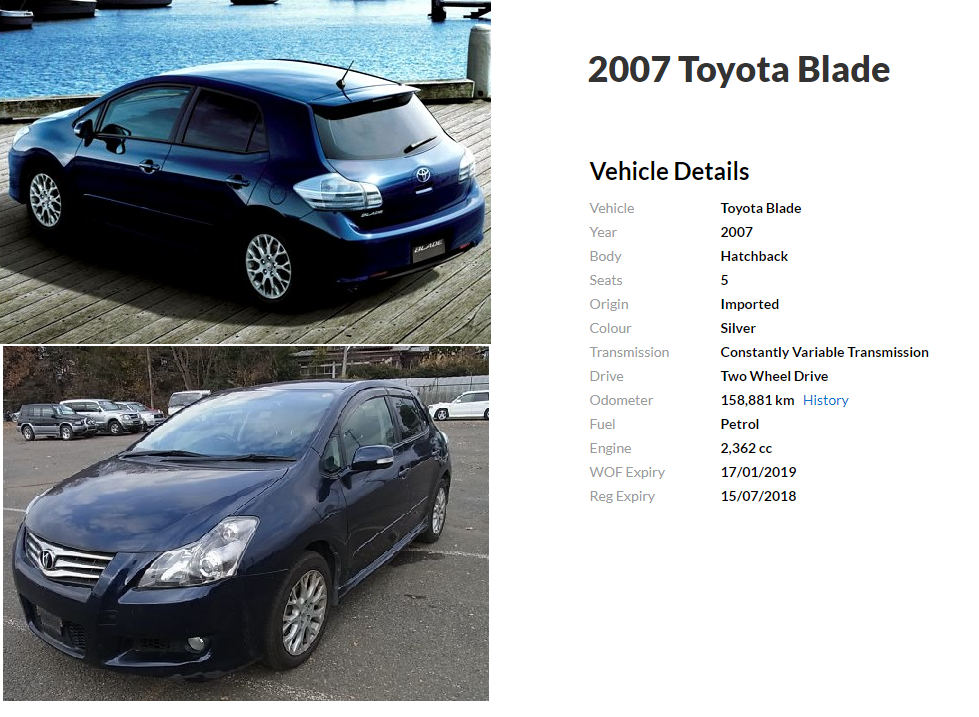 2007 Toyota Blade
Vehicle Details
Vehicle Toyota Blade
Year 2007
Body Hatchback
Seats 5
Origin Imported
Colour Silver
Transmission Constantly Variable Transmission
Drive Two Wheel Drive
Odometer 158,881 km History
Fuel Petrol
Engine 2,362 cc
WOF Expiry 17/01/2019
Reg Expiry 15/07/2018
BLADE
BLADE